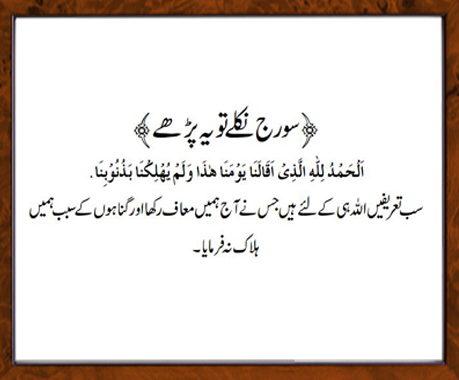 ﴿سورج نکلے تو یہ پڑھے﴾
اَلْحَمْدُ لِلّٰهِ الَّذِیْ اَقَالَنَا یَوْمَنَا هٰذَا وَلَمْ یُهْلِکْنَا بِذُنُوْبِنَا.
سب تعریفیں اللہ ہی کے لئے ہیں جس نے آج ہمیں معاف رکھا اور گناہوں کے سبب ہمیں
ہلاک نہ فرمایا۔